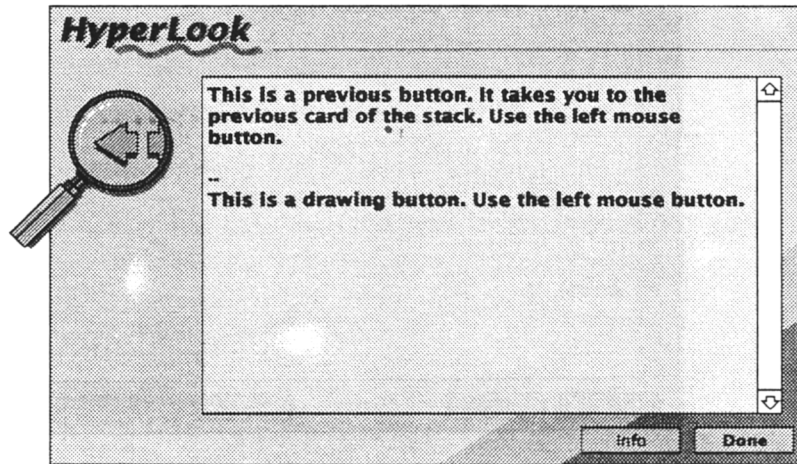 HyperLook
This is a previous button. It takes you to the
previous card of the stack. Use the left mouse
button.
--
This is a drawing button. Use the left mouse button.
Info
Done